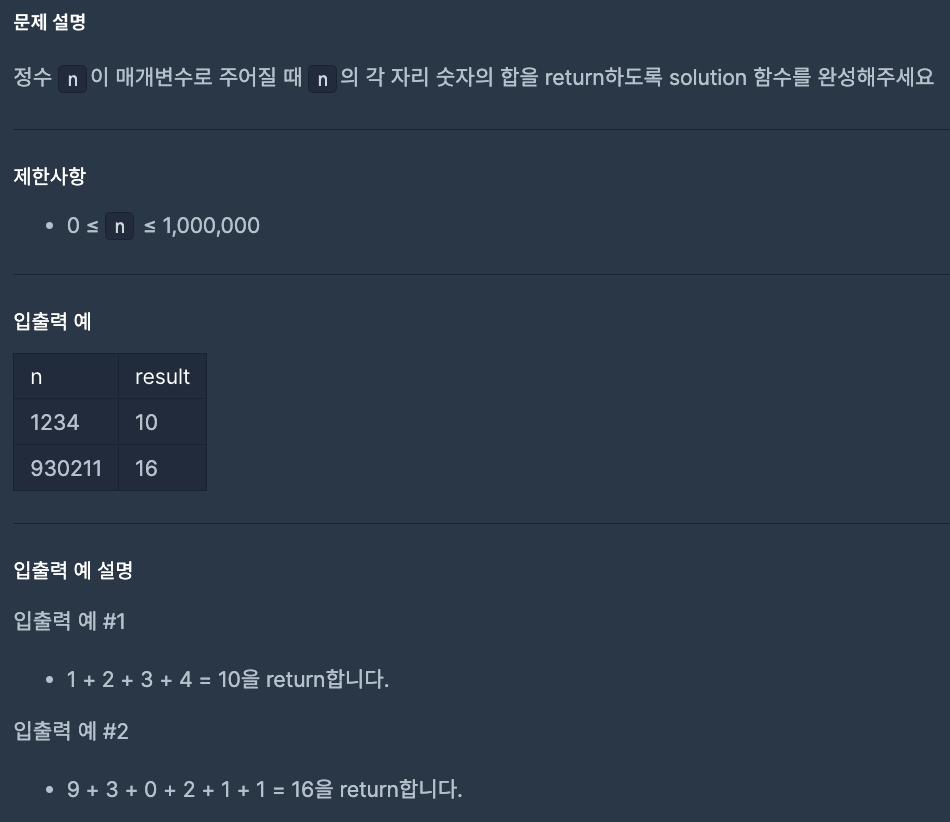 문제 설명
정수 n 이 매개변수로 주어질 때 n 의 각 자리 숫자의 합을 return하도록 solution 함수를 완성해주세요
제한사항
• 0 ≤ n ≤ 1,000,000
입출력 예
n result
1234 10
930211 16
입출력 예 설명
입출력 예 #1
• 1 + 2 + 3 + 4 = 10을 return합니다.
입출력 예 #2
• 9 + 3 + 0 + 2 + 1 + 1 = 16을 return합니다.